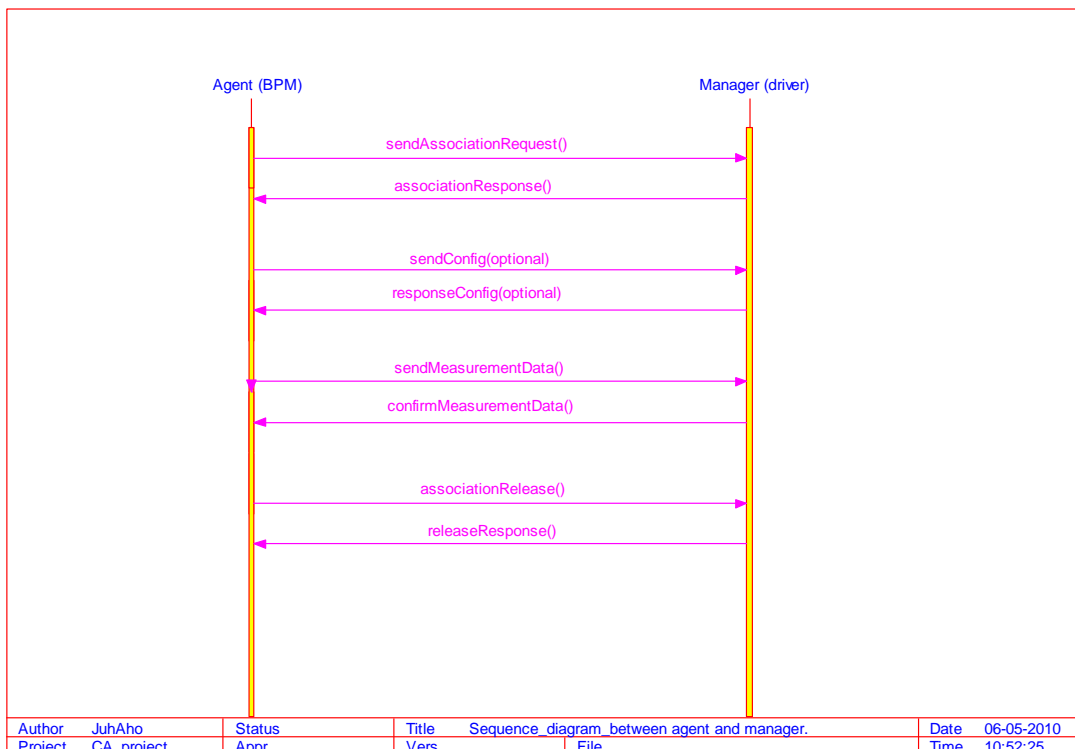 Agent (BPM) Manager (driver)
sendAssociationRequest()
associationResponse()
sendConfig(optional)
responseConfig(optional)
sendMeasurementData()
confirmMeasurementData()
associationRelease()
releaseResponse()
Author JuhAho Status Title Sequence_diagram_between agent and manager. Date 06-05-2010
Project CA_project Appr Vers File Time 10:52:25